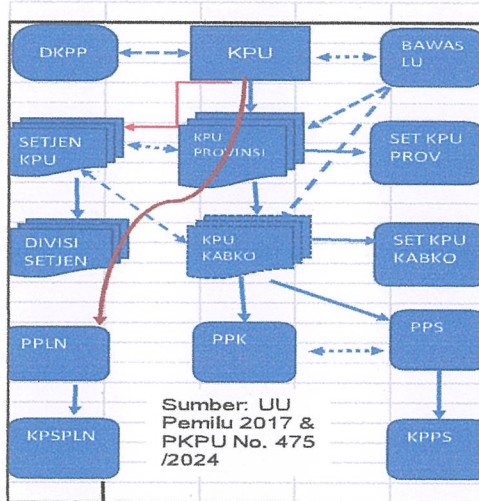 DKPP
KPU
BAWAS
LU
SETJEN
KPU
KPU
PROVINSI
SET KPU
PROV
DIVISI
SETJEN
KPU
KABKO
SET KPU
KABKO
PPLN
PPK
PPS
Sumber: UU
Pemilu 2017 &
PKPU No. 475
/2024
KPSPLN
KPPS